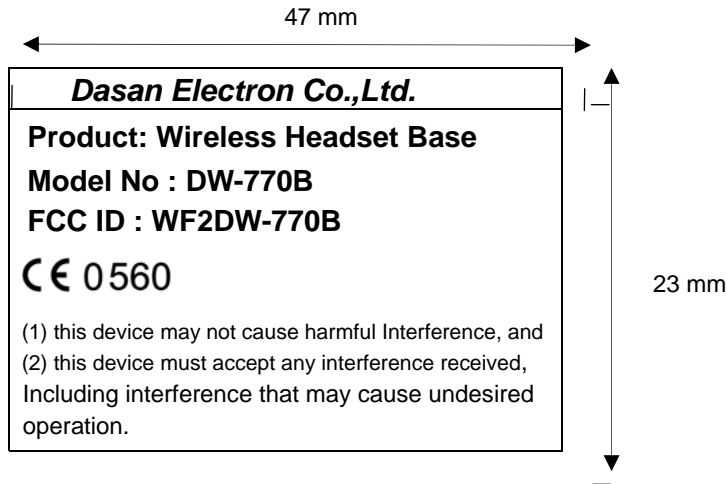 47 mm
Dasan Electron Co.,Ltd.
Product: Wireless Headset Base
Model No : DW-770B
FCC ID : WF2DW-770B
CE 0560
23 mm
(1) this device may not cause harmful Interference, and
(2) this device must accept any interference received,
Including interference that may cause undesired
operation.